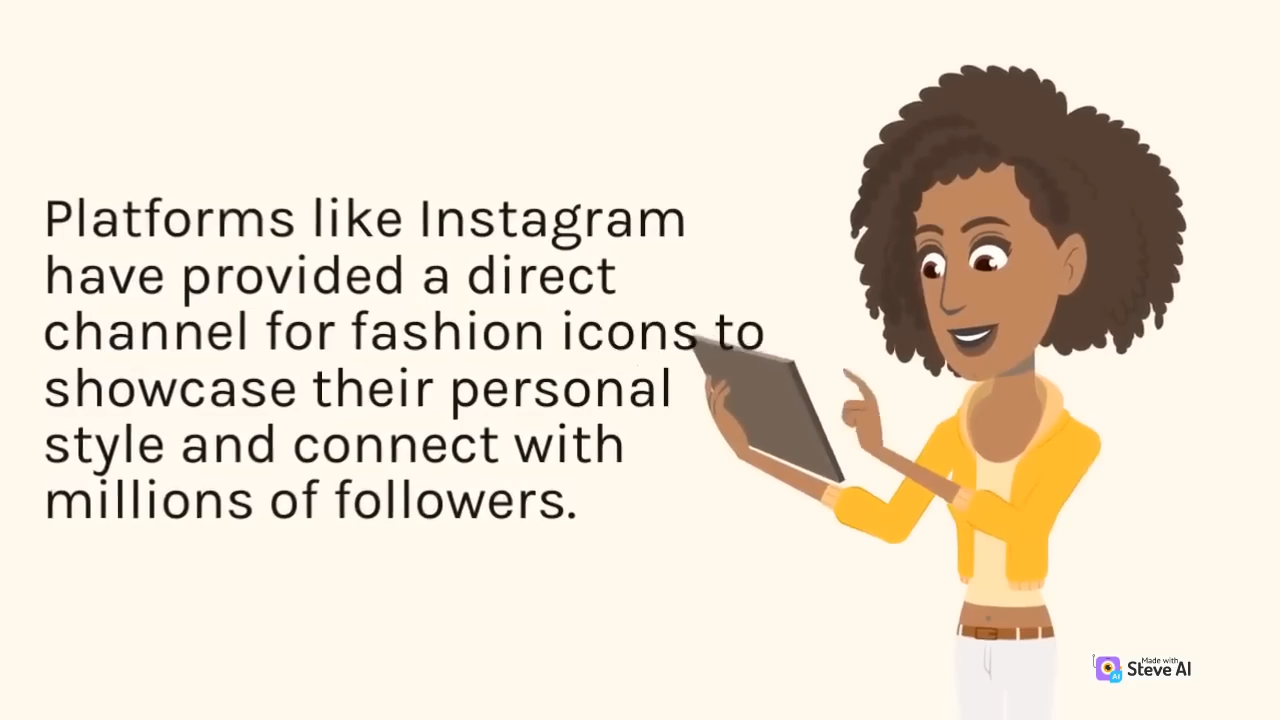 Platforms like Instagram
have provided a direct
channel for fashion icons to
showcase their personal
style and connect with
millions of followers.
Made with
Steve AI
AI